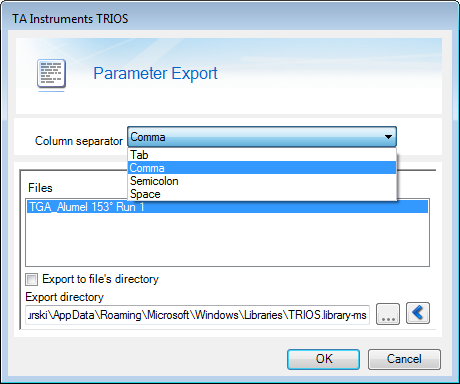 TA Instruments TRIOS
Parameter Export
Column separator Comma
Tab
Comma
Semicolon
Space
Files
TGA_Alumel 153° Run 1
Export to file's directory
Export directory
\AppData\Roaming\Microsoft\Windows\Libraries\TRIOS.library-ms ...
OK Cancel